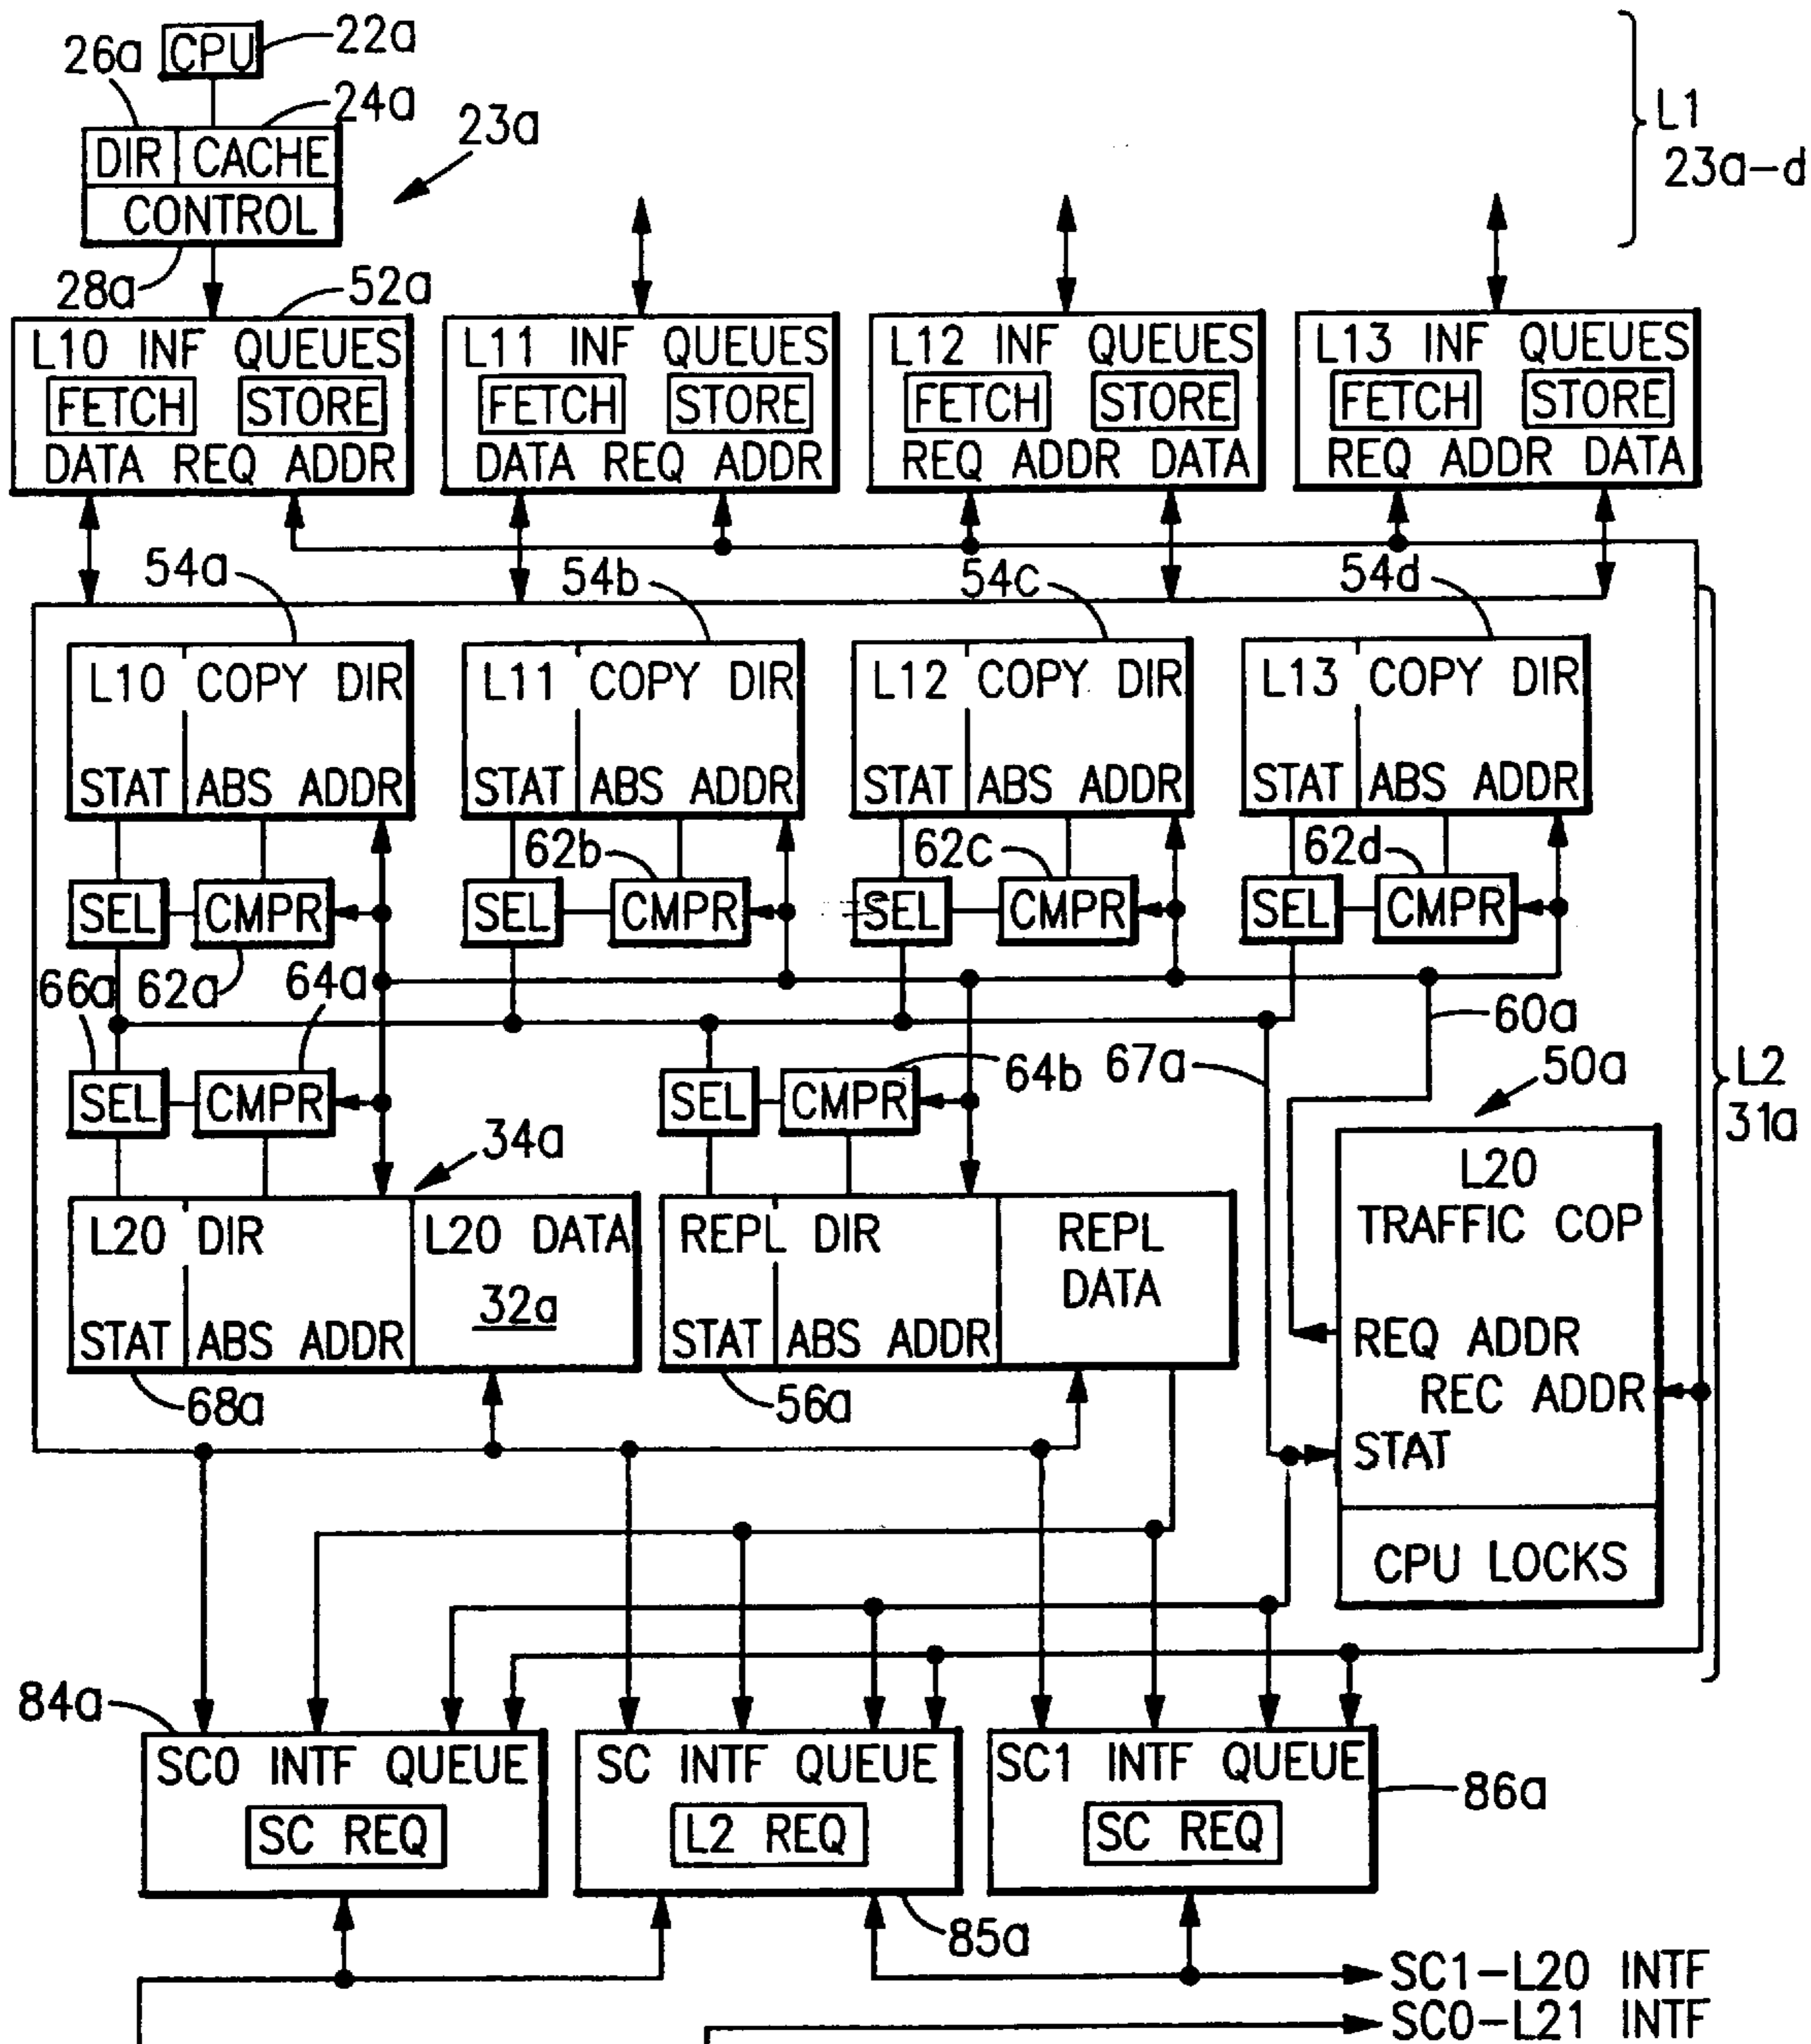 26a CPU 22a
24a
DIR CACHE 23a
CONTROL
L1
23a-d
28a 52a
L10 INF QUEUES
FETCH STORE
DATA REQ ADDR
L11 INF QUEUES
FETCH STORE
DATA REQ ADDR
L12 INF QUEUES
FETCH STORE
REQ ADDR DATA
L13 INF QUEUES
FETCH STORE
REQ ADDR DATA
54a 54b 54c 54d
L10 COPY DIR
STAT ABS ADDR
L11 COPY DIR
STAT ABS ADDR
L12 COPY DIR
STAT ABS ADDR
L13 COPY DIR
STAT ABS ADDR
62b 62c 62d
SEL CMPR SEL CMPR SEL CMPR SEL CMPR
66a 62a 64a
60a
67a 50a
SEL CMPR SEL CMPR 64b
L2
31a
34a
L20 DIR L20 DATA
32a
STAT ABS ADDR
68a
REPL DIR REPL
DATA
STAT ABS ADDR
56a
L20
TRAFFIC COP
REQ ADDR
REC ADDR
STAT
CPU LOCKS
84a
SC0 INTF QUEUE
SC REQ
SC INTF QUEUE
L2 REQ
SC1 INTF QUEUE
SC REQ
86a
85a
SC1-L20 INTF
SC0-L21 INTF